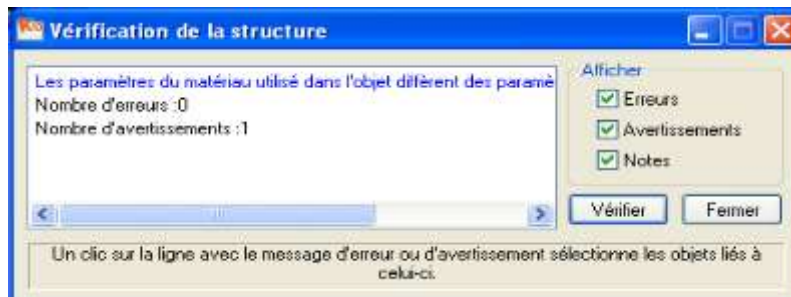 Vérification de la structure
Les paramètres du matériau utilisé dans l'objet diffèrent des paramè
Nombre d'erreurs :0
Nombre d'avertissements :1
Afficher
Erreurs
Avertissements
Notes
Vérifier
Fermer
Un clic sur la ligne avec le message d'erreur ou d'avertissement sélectionne les objets liés à
celui-ci.